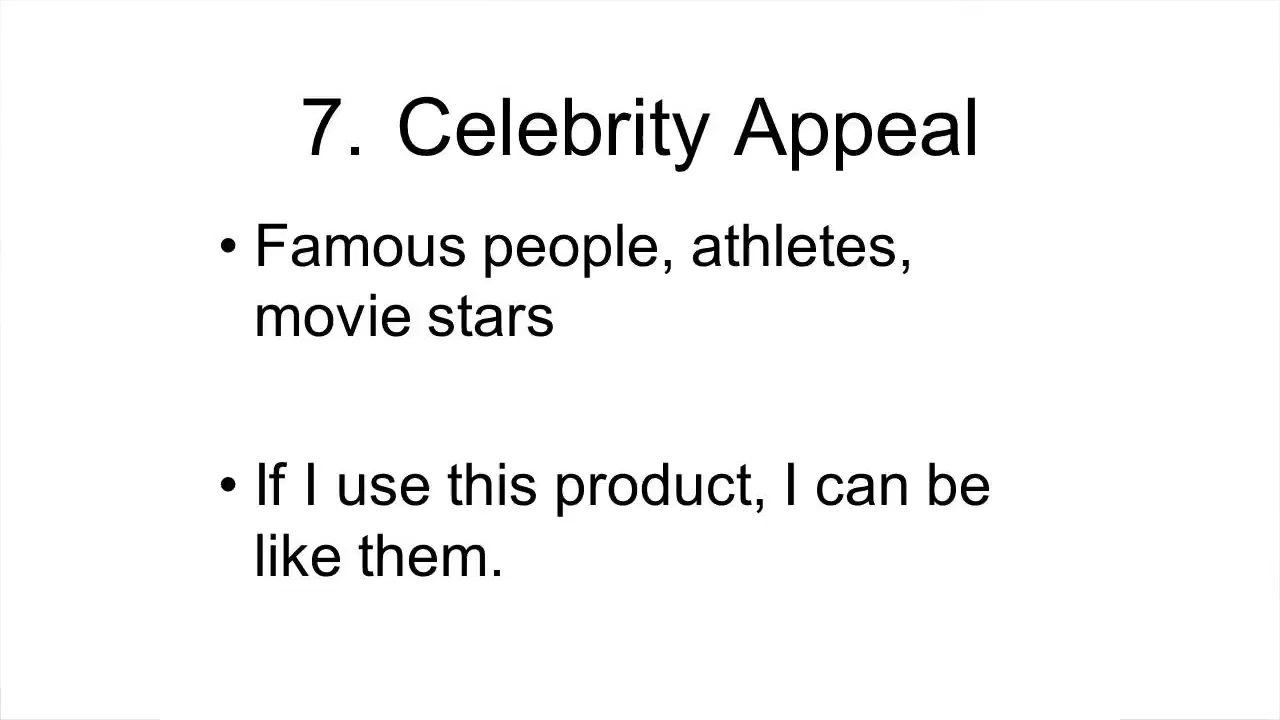 7. Celebrity Appeal
• Famous people, athletes,
movie stars
• If I use this product, I can be
like them.